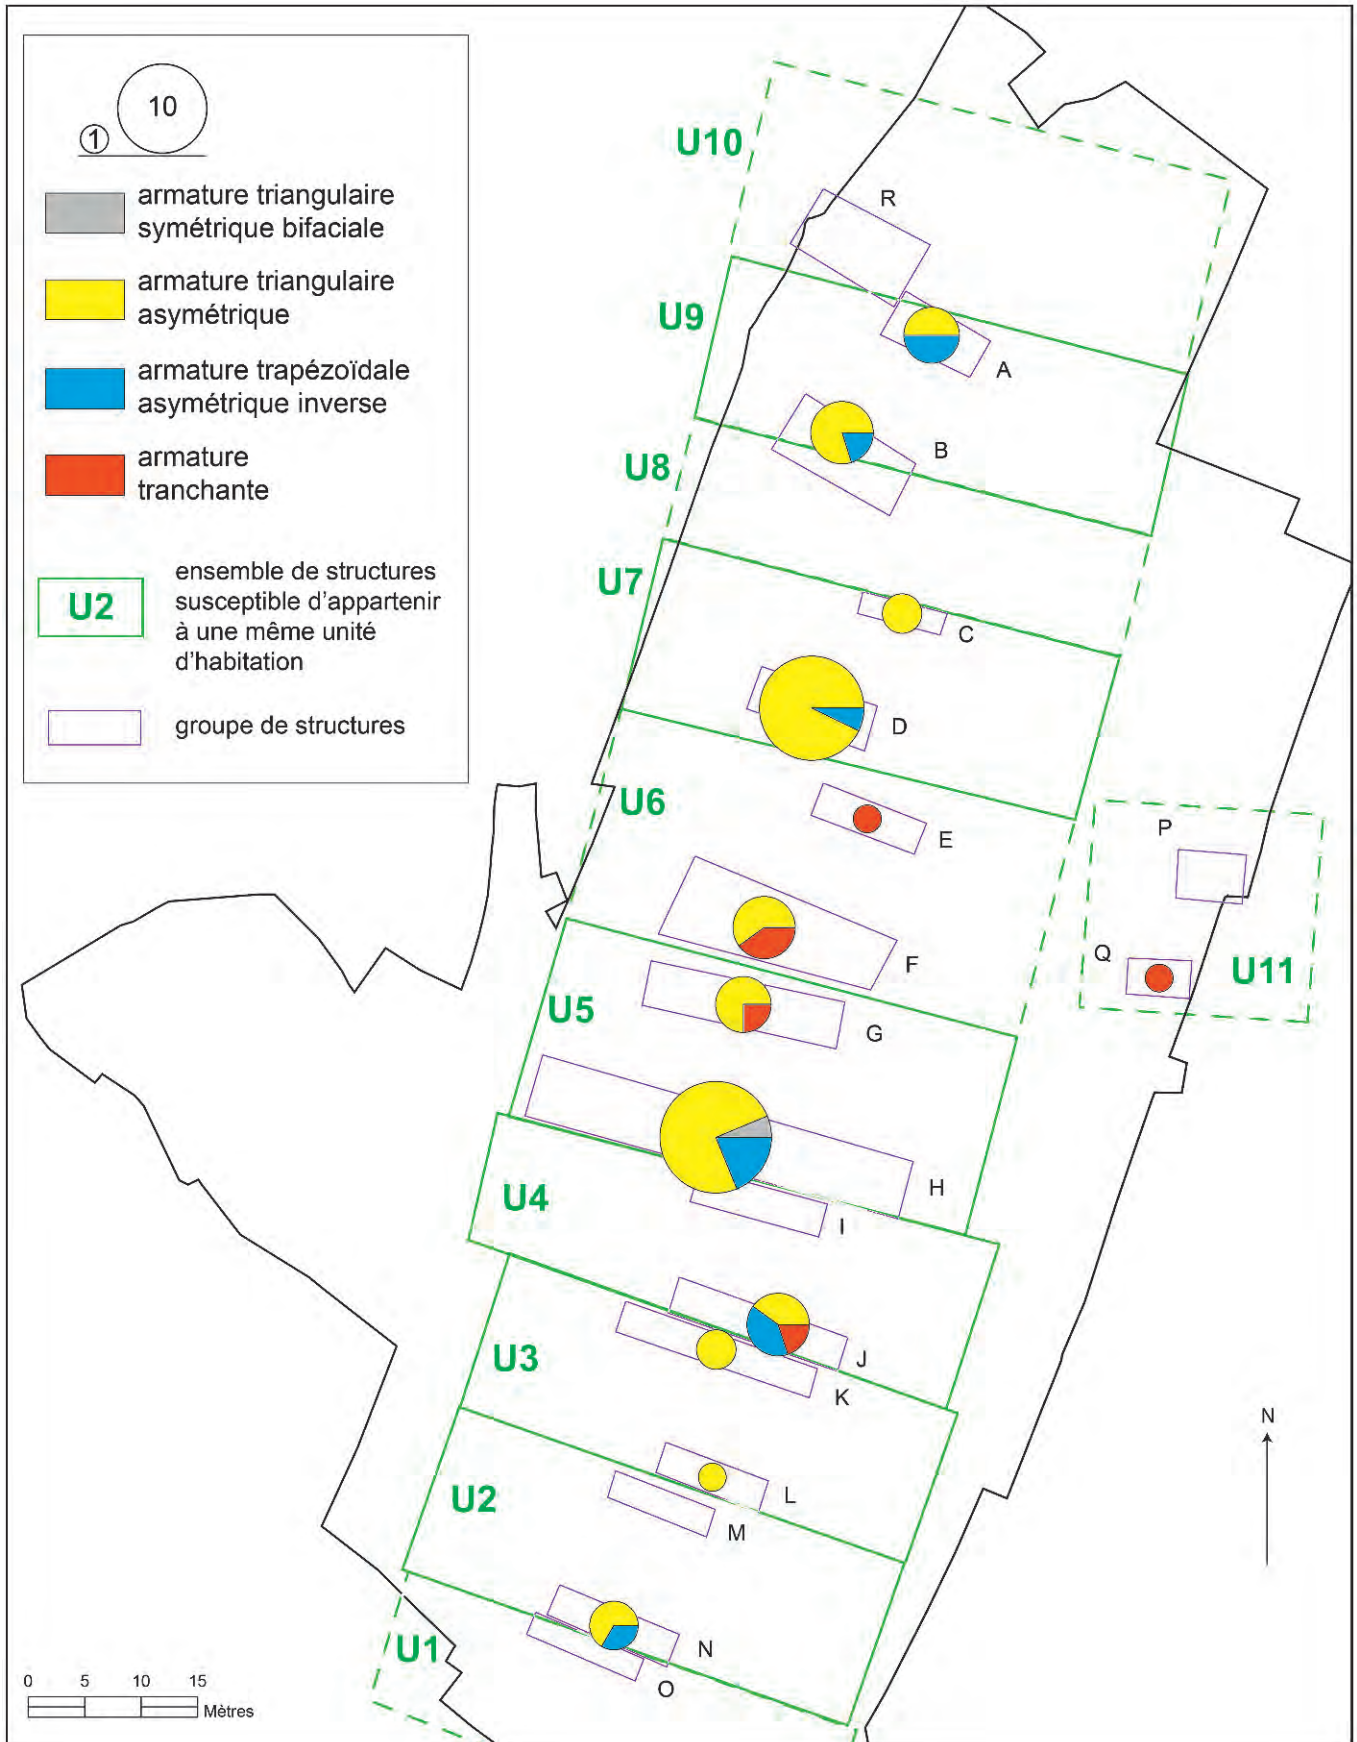 10
1
armature triangulaire
symétrique bifaciale
armature triangulaire
asymétrique
armature trapézoïdale
asymétrique inverse
armature
tranchante
U2
ensemble de structures
susceptible d'appartenir
à une même unité
d'habitation
groupe de structures
U10
R
U9
A
B
U8
U7
C
D
U6
E
P
F
Q
U11
U5
G
H
U4
I
J
U3
K
N
L
U2
M
N
U1
O
0 5 10 15
Mètres